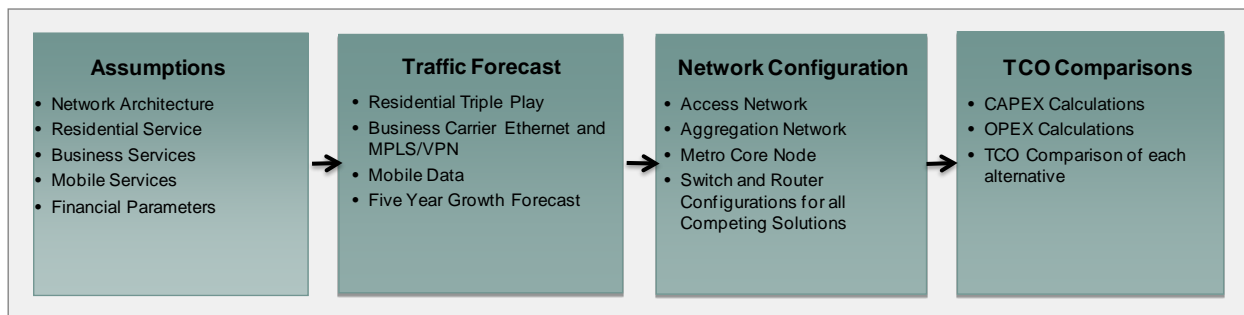 Assumptions
• Network Architecture
• Residential Service
• Business Services
• Mobile Services
• Financial Parameters
Traffic Forecast
• Residential Triple Play
• Business Carrier Ethernet and
MPLS/VPN
• Mobile Data
• Five Year Growth Forecast
Network Configuration
• Access Network
• Aggregation Network
• Metro Core Node
• Switch and Router
Configurations for all
Competing Solutions
TCO Comparisons
• CAPEX Calculations
• OPEX Calculations
• TCO Comparison of each
alternative